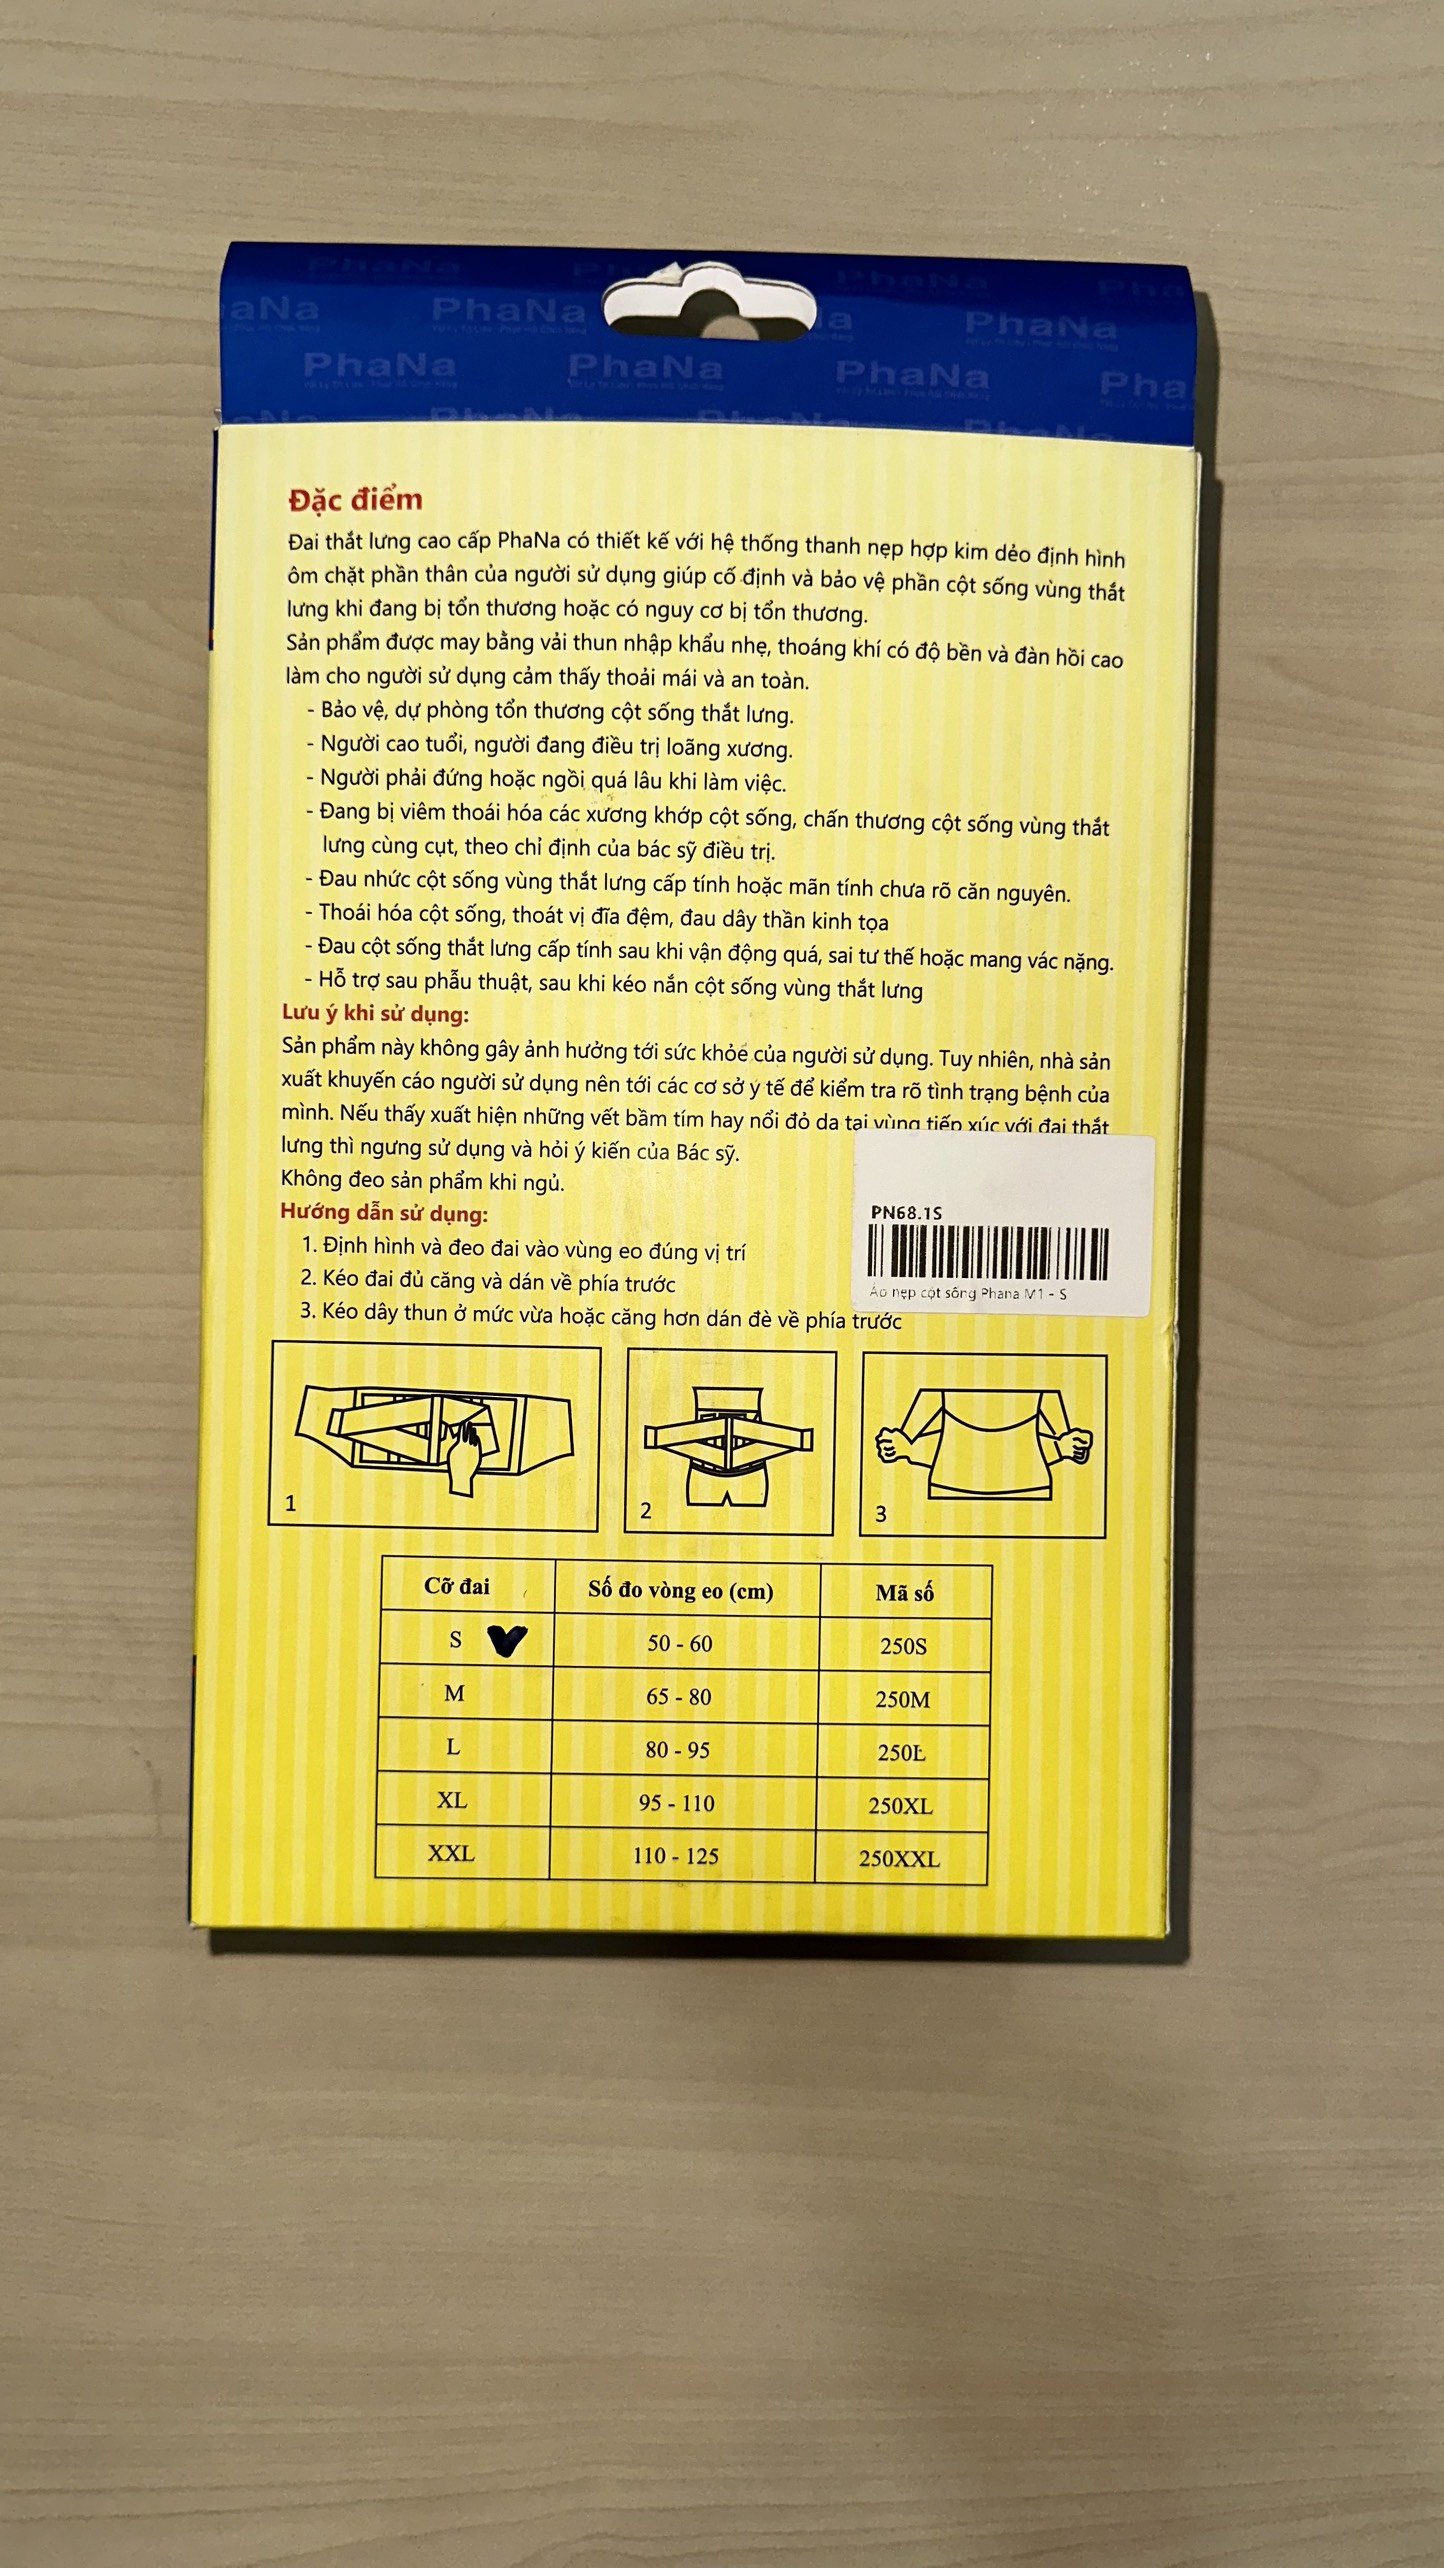 PhaNa
PhaNa PhaNa
PhaNa PhaNa PhaNa
Đặc điểm
Đai thắt lưng cao cấp PhaNa có thiết kế với hệ thống thanh nẹp hợp kim dẻo định hình
ôm chặt phần thân của người sử dụng giúp cố định và bảo vệ phần cột sống vùng thắt
lưng khi đang bị tổn thương hoặc có nguy cơ bị tổn thương.
Sản phẩm được may bằng vải thun nhập khẩu nhẹ, thoáng khí có độ bền và đàn hồi cao
làm cho người sử dụng cảm thấy thoải mái và an toàn.
- Bảo vệ, dự phòng tổn thương cột sống thắt lưng.
- Người cao tuổi, người đang điều trị loãng xương.
- Người phải đứng hoặc ngồi quá lâu khi làm việc.
- Đang bị viêm thoái hóa các xương khớp cột sống, chấn thương cột sống vùng thắt
lưng cùng cụt, theo chỉ định của bác sỹ điều trị.
- Đau nhức cột sống vùng thắt lưng cấp tính hoặc mãn tính chưa rõ căn nguyên.
- Thoái hóa cột sống, thoát vị đĩa đệm, đau dây thần kinh tọa
- Đau cột sống thắt lưng cấp tính sau khi vận động quá, sai tư thế hoặc mang vác nặng.
- Hỗ trợ sau phẫu thuật, sau khi kéo nắn cột sống vùng thắt lưng
Lưu ý khi sử dụng:
Sản phẩm này không gây ảnh hưởng tới sức khỏe của người sử dụng. Tuy nhiên, nhà sản
xuất khuyến cáo người sử dụng nên tới các cơ sở y tế để kiểm tra rõ tình trạng bệnh của
mình. Nếu thấy xuất hiện những vết bầm tím hay nổi đỏ da tại vùng tiếp xúc với đai thắt
lưng thì ngưng sử dụng và hỏi ý kiến của Bác sỹ.
Không đeo sản phẩm khi ngủ.
Hướng dẫn sử dụng:
1. Định hình và đeo đai vào vùng eo đúng vị trí
2. Kéo đai đủ căng và dán về phía trước
3. Kéo dây thun ở mức vừa hoặc căng hơn dán đè về phía trước
PN68.1S
Áo nẹp cột sống Phana M1 - S
1 2 3
Cỡ đai Số đo vòng eo (cm) Mã số
S 50 - 60 250S
M 65 - 80 250M
L 80 - 95 250L
XL 95 - 110 250XL
XXL 110 - 125 250XXL